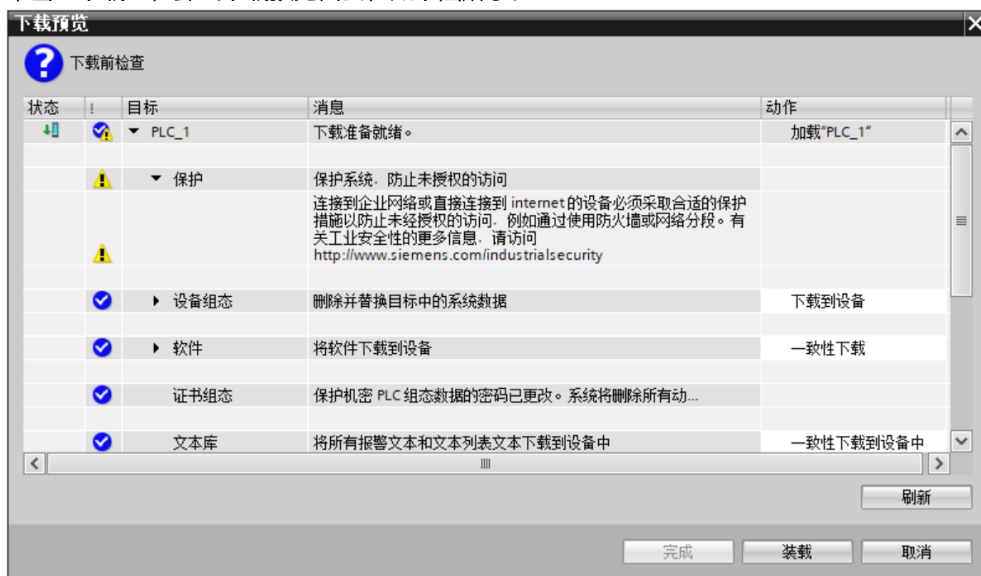 下载预览
下载前检查
状态 ! 目标 消息 动作
PLC_1 下载准备就绪。 加载"PLC_1"
保护 保护系统，防止未授权的访问
连接到企业网络或直接连接到 internet 的设备必须采取合适的保护
措施以防止未经授权的访问，例如通过使用防火墙或网络分段。有
关工业安全性的更多信息，请访问
http://www.siemens.com/industrialsecurity
设备组态 删除并替换目标中的系统数据 下载到设备
软件 将软件下载到设备 一致性下载
证书组态 保护机密 PLC 组态数据的密码已更改。系统将删除所有动...
文本库 将所有报警文本和文本列表文本下载到设备中 一致性下载到设备中
刷新
完成 装载 取消